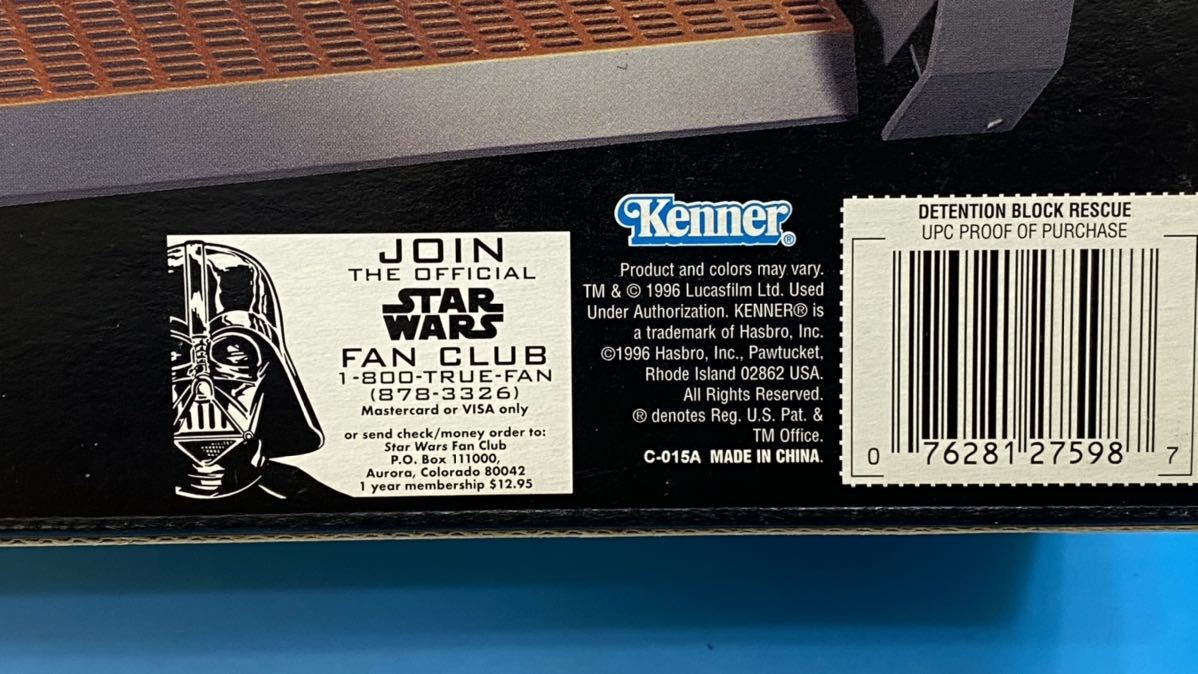 JOIN
THE OFFICIAL
STAR
WARS
FAN CLUB
1-800-TRUE-FAN
(878-3326)
Mastercard or VISA only
or send check/money order to:
Star Wars Fan Club
P.O. Box 111000,
Aurora, Colorado 80042
1 year membership $12.95
Kenner®
Product and colors may vary.
TM & © 1996 Lucasfilm Ltd. Used
Under Authorization. KENNER® is
a trademark of Hasbro, Inc.
©1996 Hasbro, Inc., Pawtucket,
Rhode Island 02862 USA.
All Rights Reserved.
® denotes Reg. U.S. Pat. &
TM Office.
C-015A MADE IN CHINA.
DETENTION BLOCK RESCUE
UPC PROOF OF PURCHASE
0 76281 27598 7